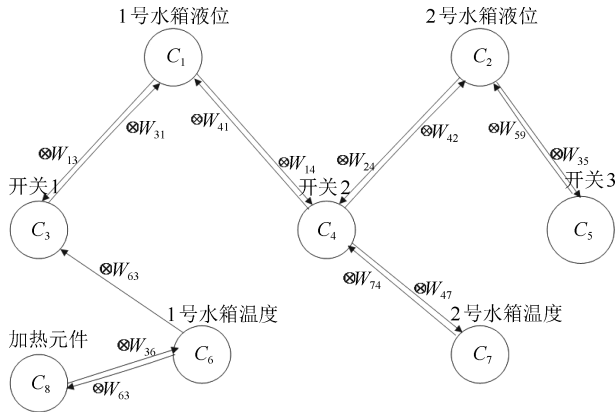 1号水箱液位
2号水箱液位
C₁
C₂
⊗W₁₃
⊗W₃₁
⊗W₄₁
⊗W₁₄
⊗W₂₄
⊗W₄₂
⊗W₅₉
⊗W₃₅
开关1
开关2
开关3
C₃
C₄
C₅
⊗W₆₃
⊗W₇₄
⊗W₄₇
1号水箱温度
2号水箱温度
加热元件
⊗W₃₆
C₆
C₇
C₈
⊗W₆₃